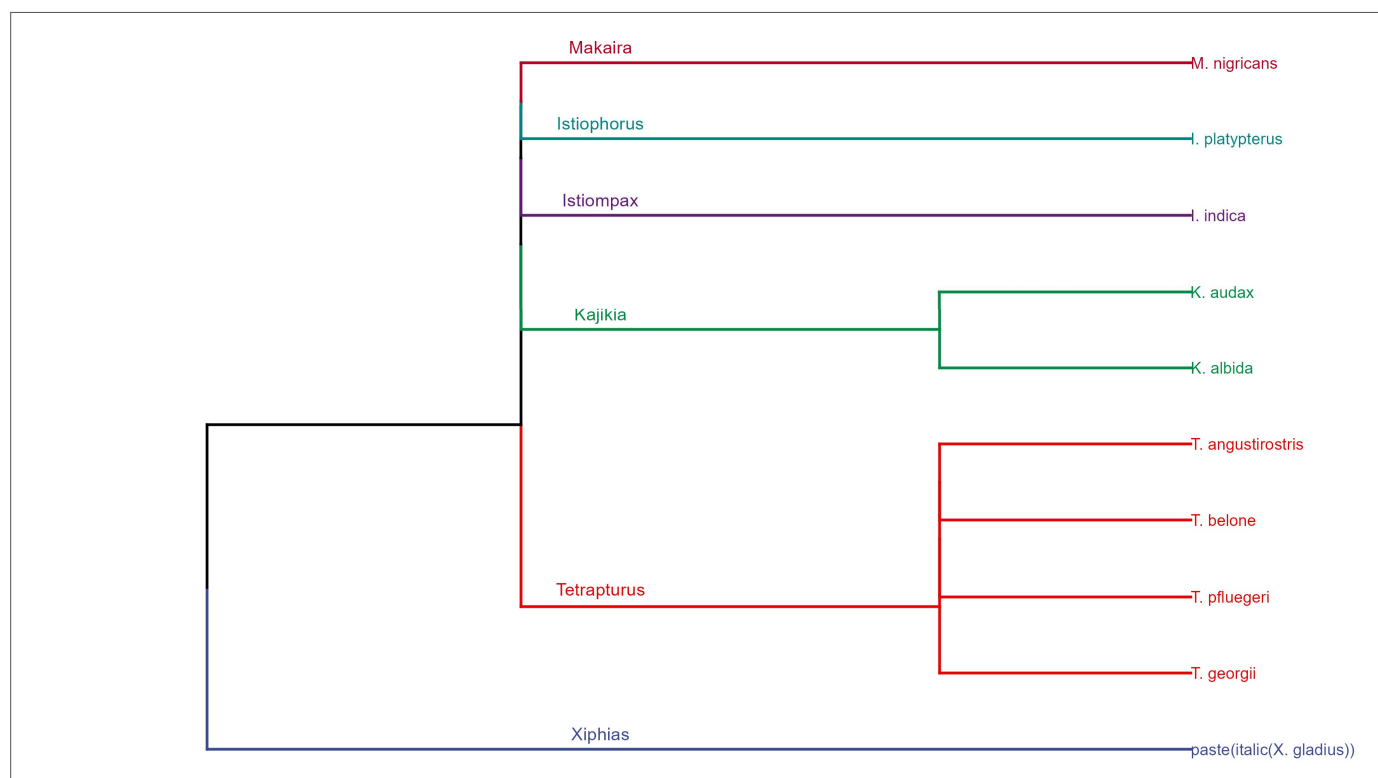 Makaira
M. nigricans
Istiophorus
I. platypterus
Istiompax
I. indica
K. audax
Kajikia
K. albida
T. angustirostris
T. belone
Tetrapturus
T. pfluegeri
T. georgii
Xiphias
paste(italic(X. gladius))